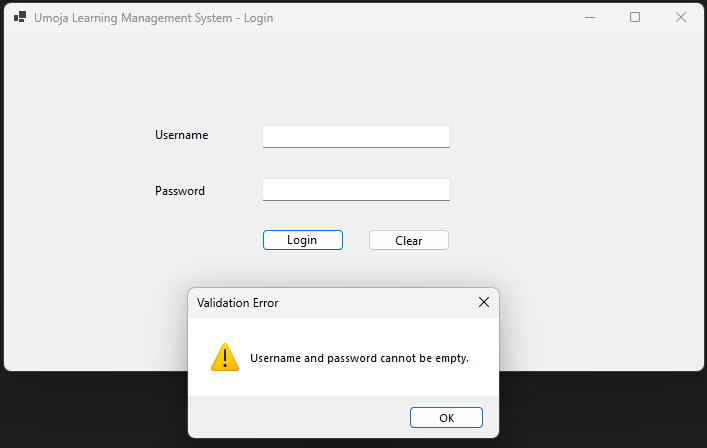 Umoja Learning Management System - Login
Username
Password
Login Clear
Validation Error
Username and password cannot be empty.
OK